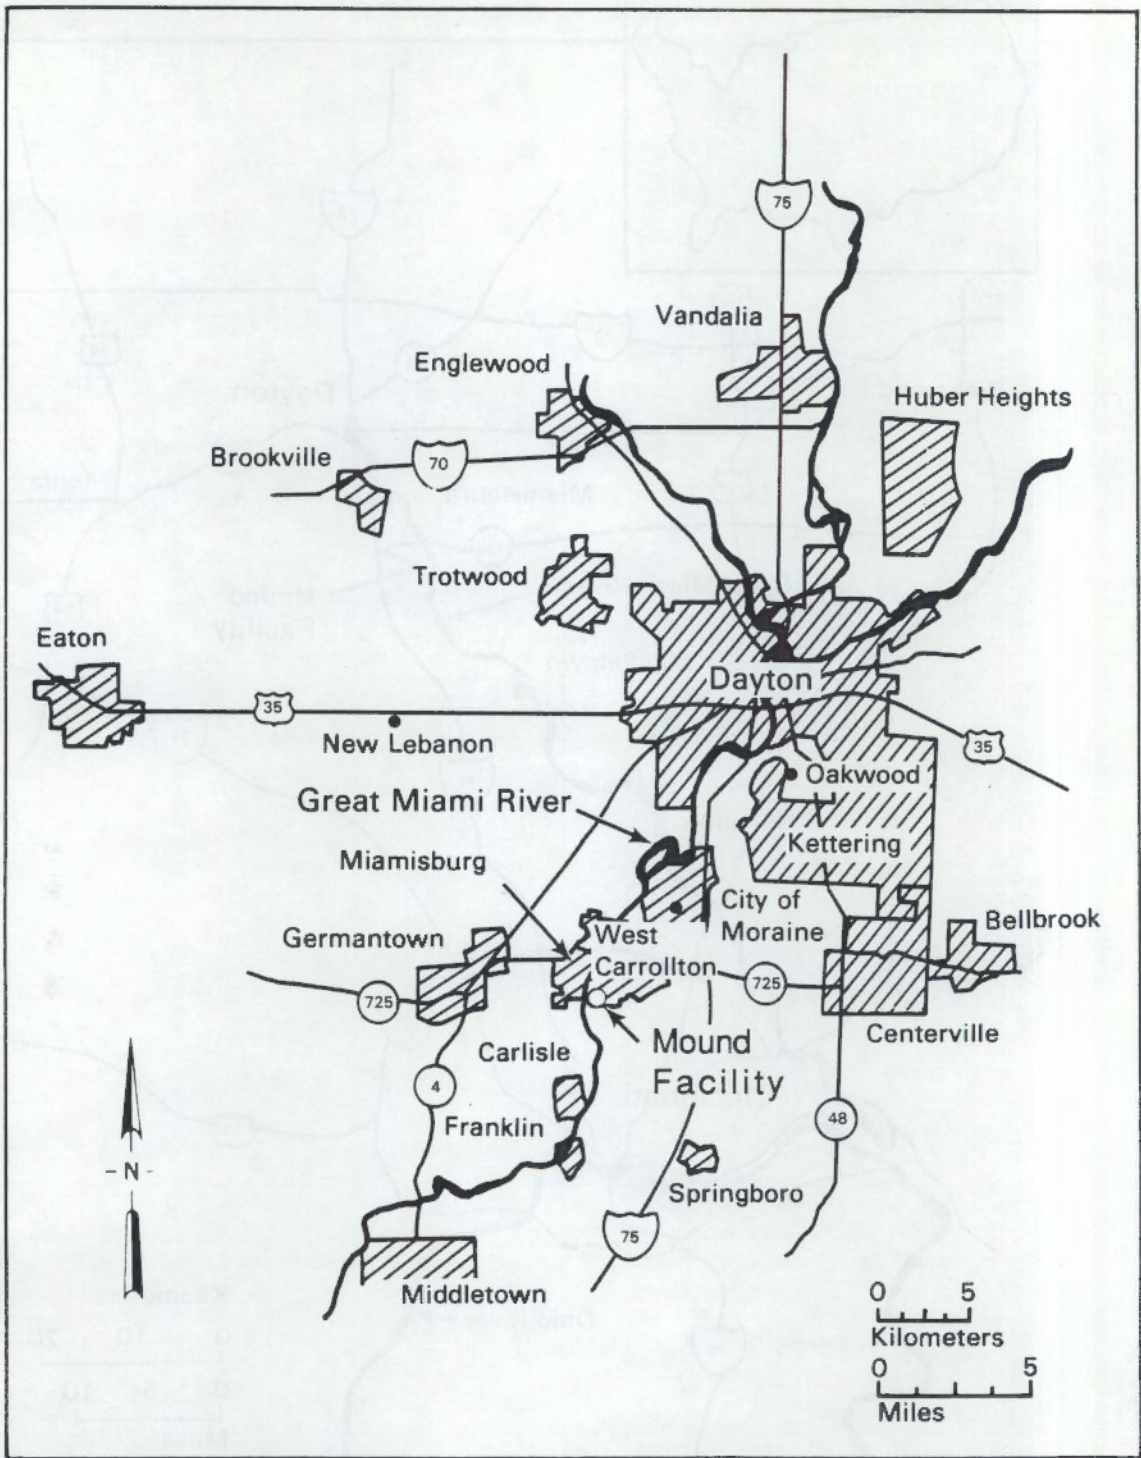 75
Vandalia
Englewood
Huber Heights
Brookville
70
Trotwood
Eaton
Dayton
35
New Lebanon
35
Oakwood
Great Miami River
Kettering
Miamisburg
City of
Moraine
Bellbrook
Germantown
West
Carrollton
725
725
Centerville
Mound
Facility
Carlisle
4
48
Franklin
- N -
Springboro
75
Middletown
0 5
Kilometers
0 5
Miles